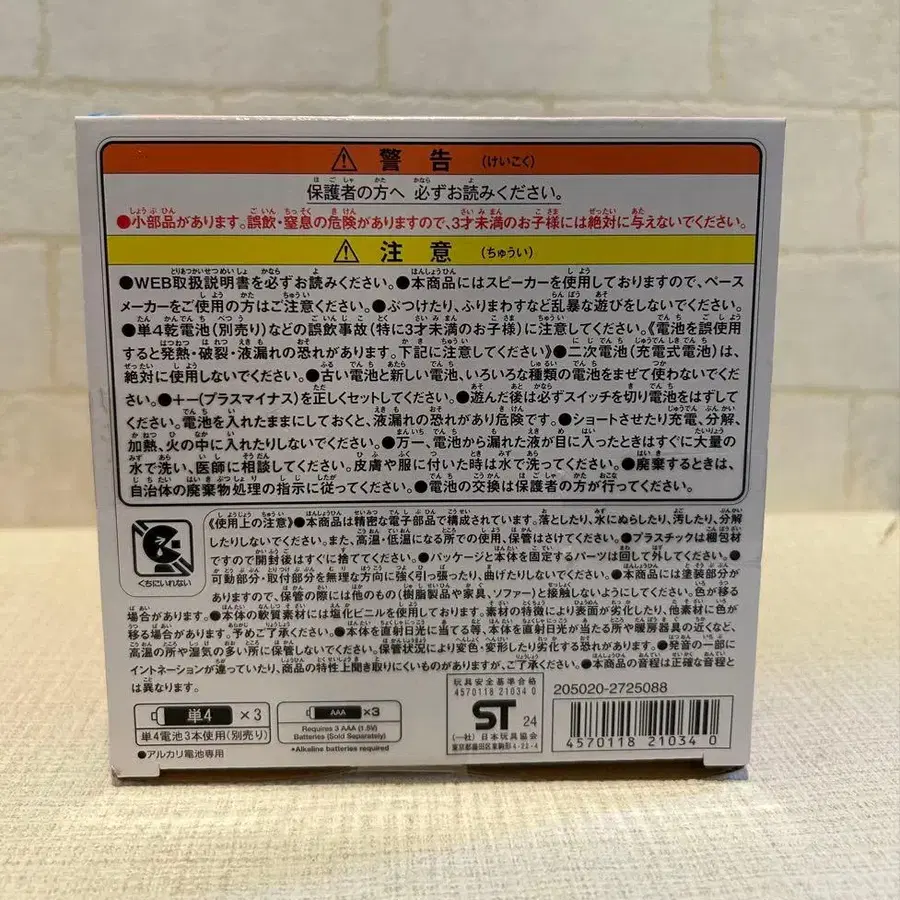 ⚠ 警告 (けいこく)
保護者の方へ 必ずお読みください。
●小部品があります。誤飲・窒息の危険がありますので、3才未満のお子様には絶対に与えないでください。
⚠ 注意 (ちゅうい)
●WEB取扱説明書を必ずお読みください。●本商品にはスピーカーを使用しておりますので、ペース
メーカーをご使用の方はご注意ください。●ぶつけたり、ふりまわすなど乱暴な遊びをしないでください。
●単4乾電池(別売り)などの誤飲事故(特に3才未満のお子様)に注意してください。《電池を誤使用
すると発熱・破裂・液漏れの恐れがあります。下記に注意してください》●二次電池(充電式電池)は、
絶対に使用しないでください。●古い電池と新しい電池、いろいろな種類の電池をまぜて使わないでくだ
さい。●+-(プラスマイナス)を正しくセットしてください。●遊んだ後は必ずスイッチを切り電池をはずして
ください。電池を入れたままにしておくと、液漏れの恐れがあり危険です。●ショートさせたり充電、分解、
加熱、火の中に入れたりしないでください。●万一、電池から漏れた液が目に入ったときはすぐに大量の
水で洗い、医師に相談してください。皮膚や服に付いた時は水で洗ってください。●廃棄するときは、
自治体の廃棄物処理の指示に従ってください。●電池の交換は保護者の方が行ってください。
くちにいれない
《使用上の注意》●本商品は精密な電子部品で構成されています。落としたり、水にぬらしたり、汚したり、分解
したりしないでください。また、高温・低温になる所での使用、保管はさけてください。●プラスチックは梱包材
ですので開封後はすぐに捨ててください。●パッケージと本体を固定するパーツは回して外してください。●
可動部分・取付部分を無理な方向に強く引っ張ったり、曲げたりしないでください。●本商品には塗装部分が
ありますので、保管の際には他のもの(樹脂製品や家具、ソファー)と接触しないようにしてください。色が移る
場合があります。●本体の軟質素材には塩化ビニルを使用しております。素材の特徴により表面が劣化したり、他素材に色が
移る場合があります。予めご了承ください。●本体を直射日光に当てる等、本体を直射日光が当たる所や暖房器具の近くなど、
高温の所や湿気の多い所に保管しないでください。保管状況により変色・変形したり劣化する恐れがあります。●発音の一部に
イントネーションが違っていたり、商品の特性上聞き取りにくいものがありますが、ご了承ください。●本商品の音程は正確な音程と
は異なります。
単4 ×3
単4電池3本使用(別売り)
●アルカリ電池専用
AAA ×3
Requires 3 AAA (1.5V)
Batteries (Sold Separately)
*Alkaline batteries required
玩具安全基準合格
4570118 21034 0
ST 24
(一社)日本玩具協会
東京都墨田区東駒形4-22-4
205020-2725088
4 570118 210340